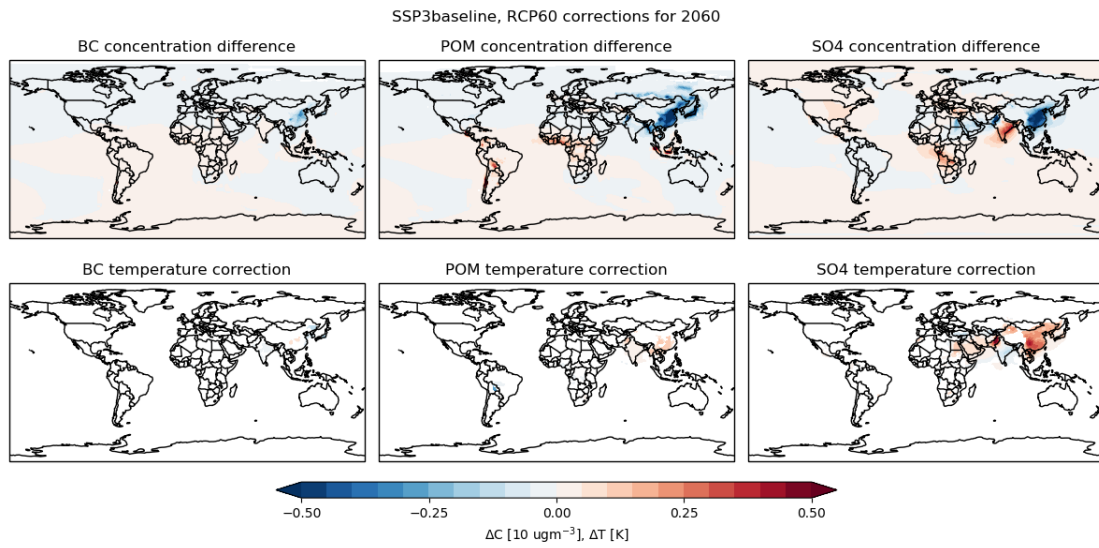 SSP3baseline, RCP60 corrections for 2060
BC concentration difference
POM concentration difference
SO4 concentration difference
BC temperature correction
POM temperature correction
SO4 temperature correction
−0.50 −0.25 0.00 0.25 0.50
ΔC [10 ugm⁻³], ΔT [K]